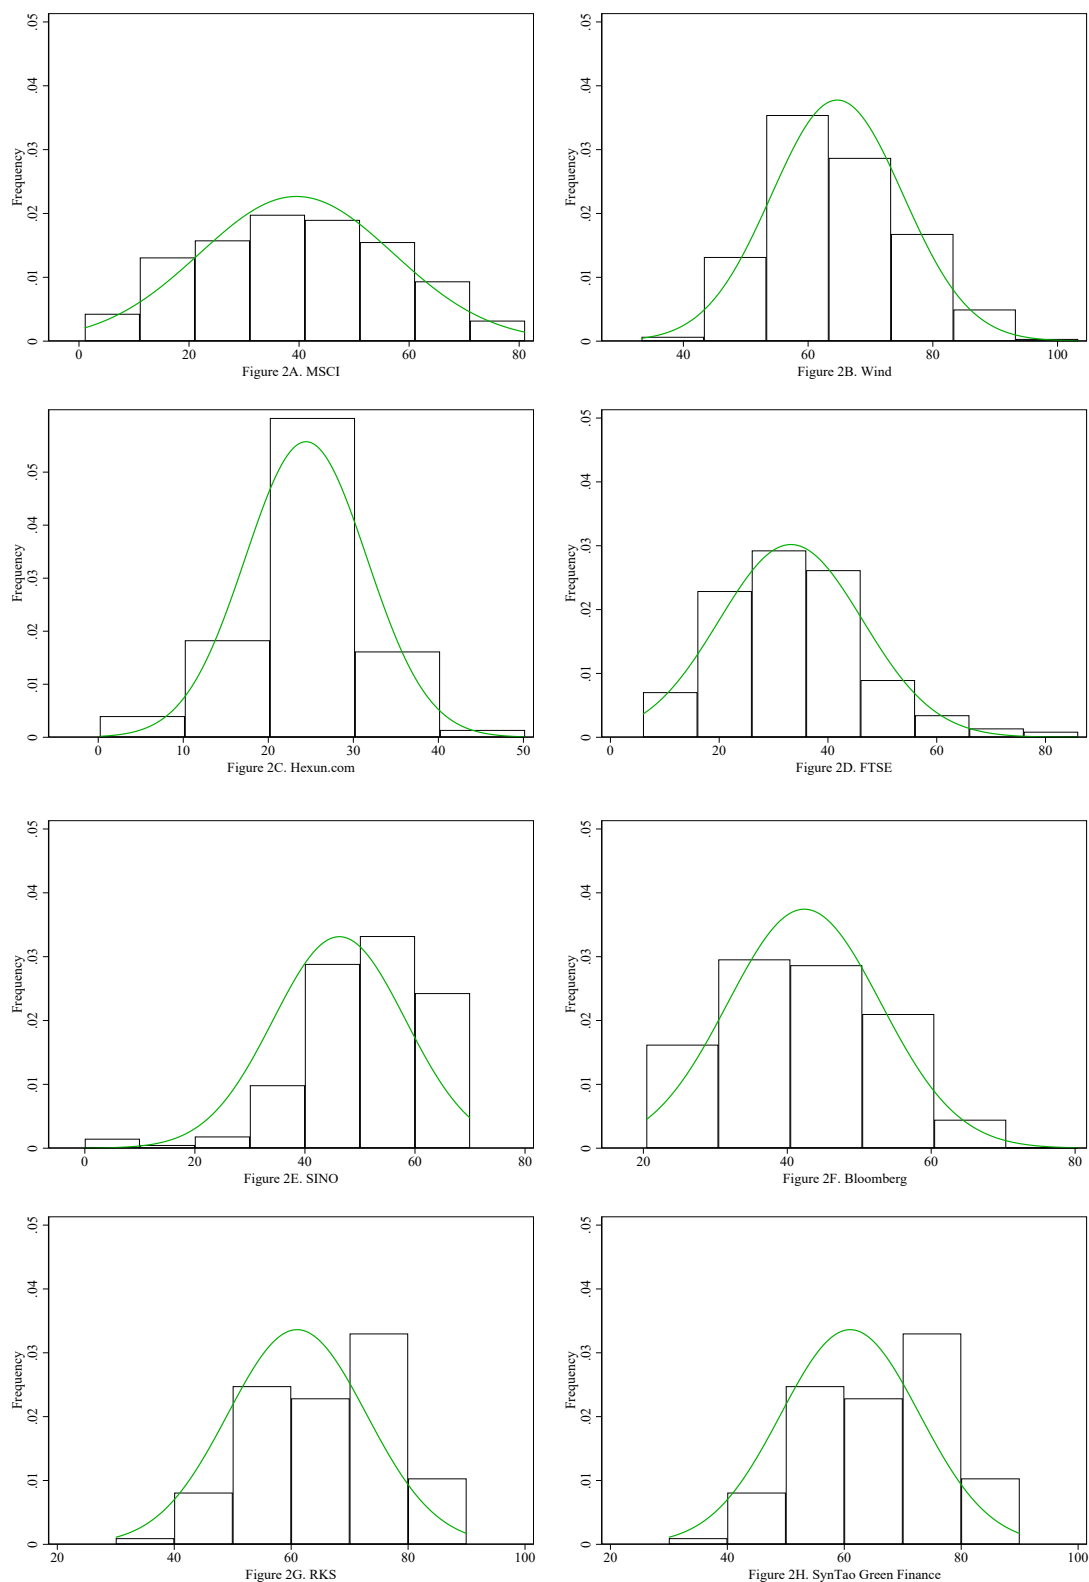 .05 .05
.04 .04
.03 .03
Frequency Frequency
.02 .02
.01 .01
0 0
0 20 40 60 80 40 60 80 100
Figure 2A. MSCI Figure 2B. Wind
.05 .05
.04 .04
.03 .03
Frequency Frequency
.02 .02
.01 .01
0 0
0 10 20 30 40 50 0 20 40 60 80
Figure 2C. Hexun.com Figure 2D. FTSE
.05 .05
.04 .04
.03 .03
Frequency Frequency
.02 .02
.01 .01
0 0
0 20 40 60 80 20 40 60 80
Figure 2E. SINO Figure 2F. Bloomberg
.05 .05
.04 .04
.03 .03
Frequency Frequency
.02 .02
.01 .01
0 0
20 40 60 80 100 20 40 60 80 100
Figure 2G. RKS Figure 2H. SynTao Green Finance